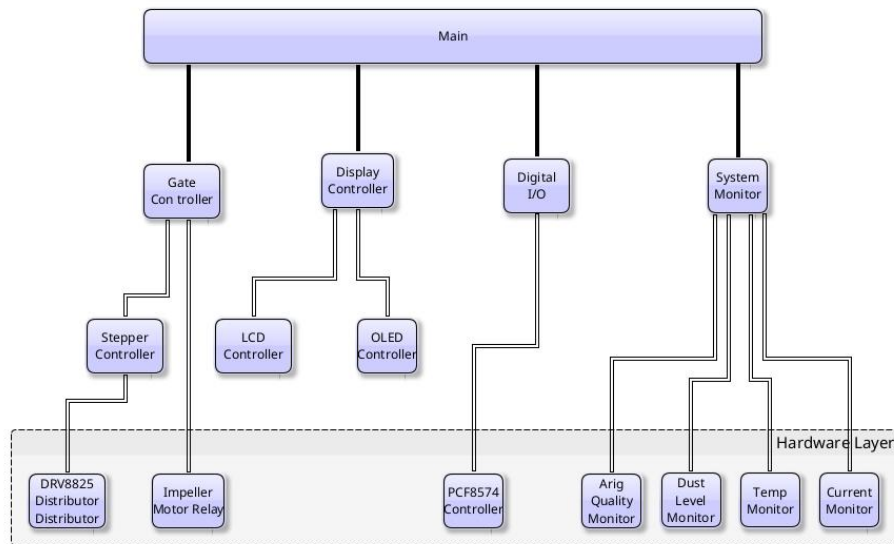 Main
Gate
Con troller
Display
Controller
Digital
I/O
System
Monitor
Stepper
Controller
LCD
Controller
OLED
Controller
Hardware Layer
DRV8825
Distributor
Distributor
Impeller
Motor Relay
PCF8574
Controller
Arig
Quality
Monitor
Dust
Level
Monitor
Temp
Monitor
Current
Monitor